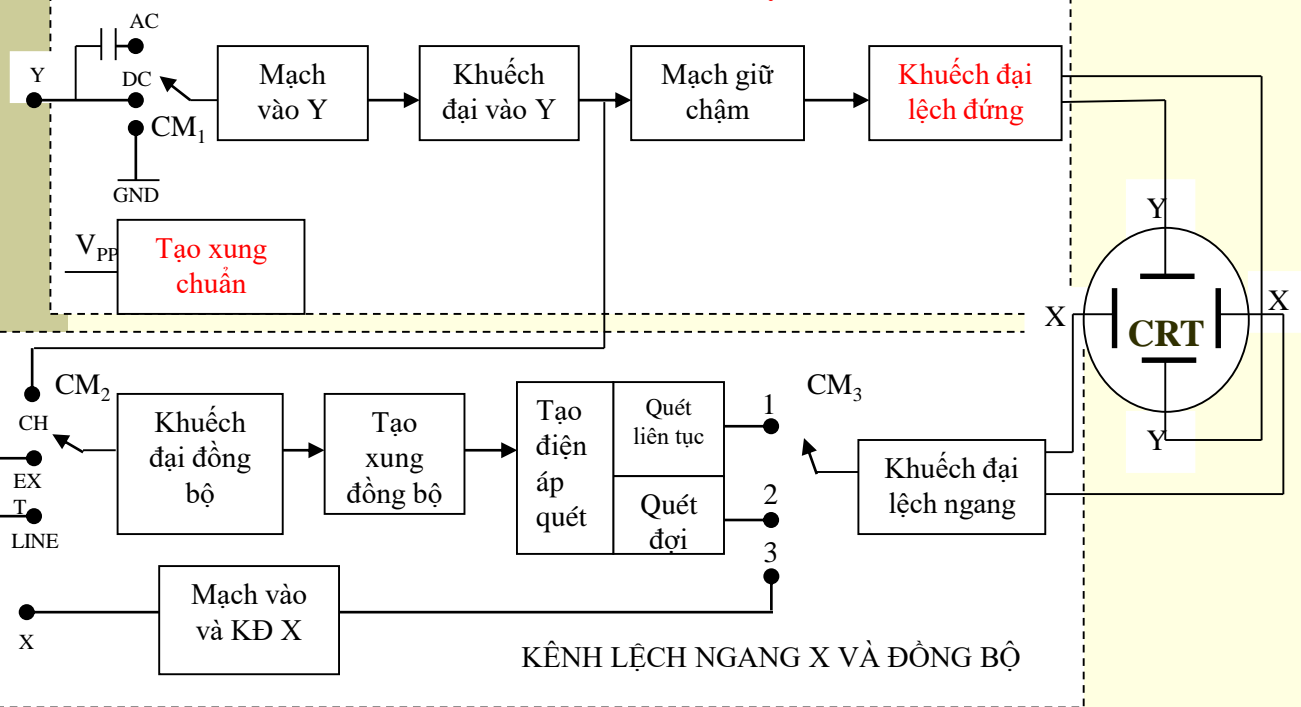 AC
Y
DC
CM1
GND
Mạch
vào Y
Khuếch
đại vào Y
Mạch giữ
chậm
Khuếch đại
lệch đứng
VPP
Tạo xung
chuẩn
Y
X
CRT
X
Y
CM2
CH
EX
T
LINE
Khuếch
đại đồng
bộ
Tạo
xung
đồng bộ
Tạo
điện
áp
quét
Quét
liên tục
Quét
đợi
1
2
3
CM3
Khuếch đại
lệch ngang
X
Mạch vào
và KĐ X
KÊNH LỆCH NGANG X VÀ ĐỒNG BỘ